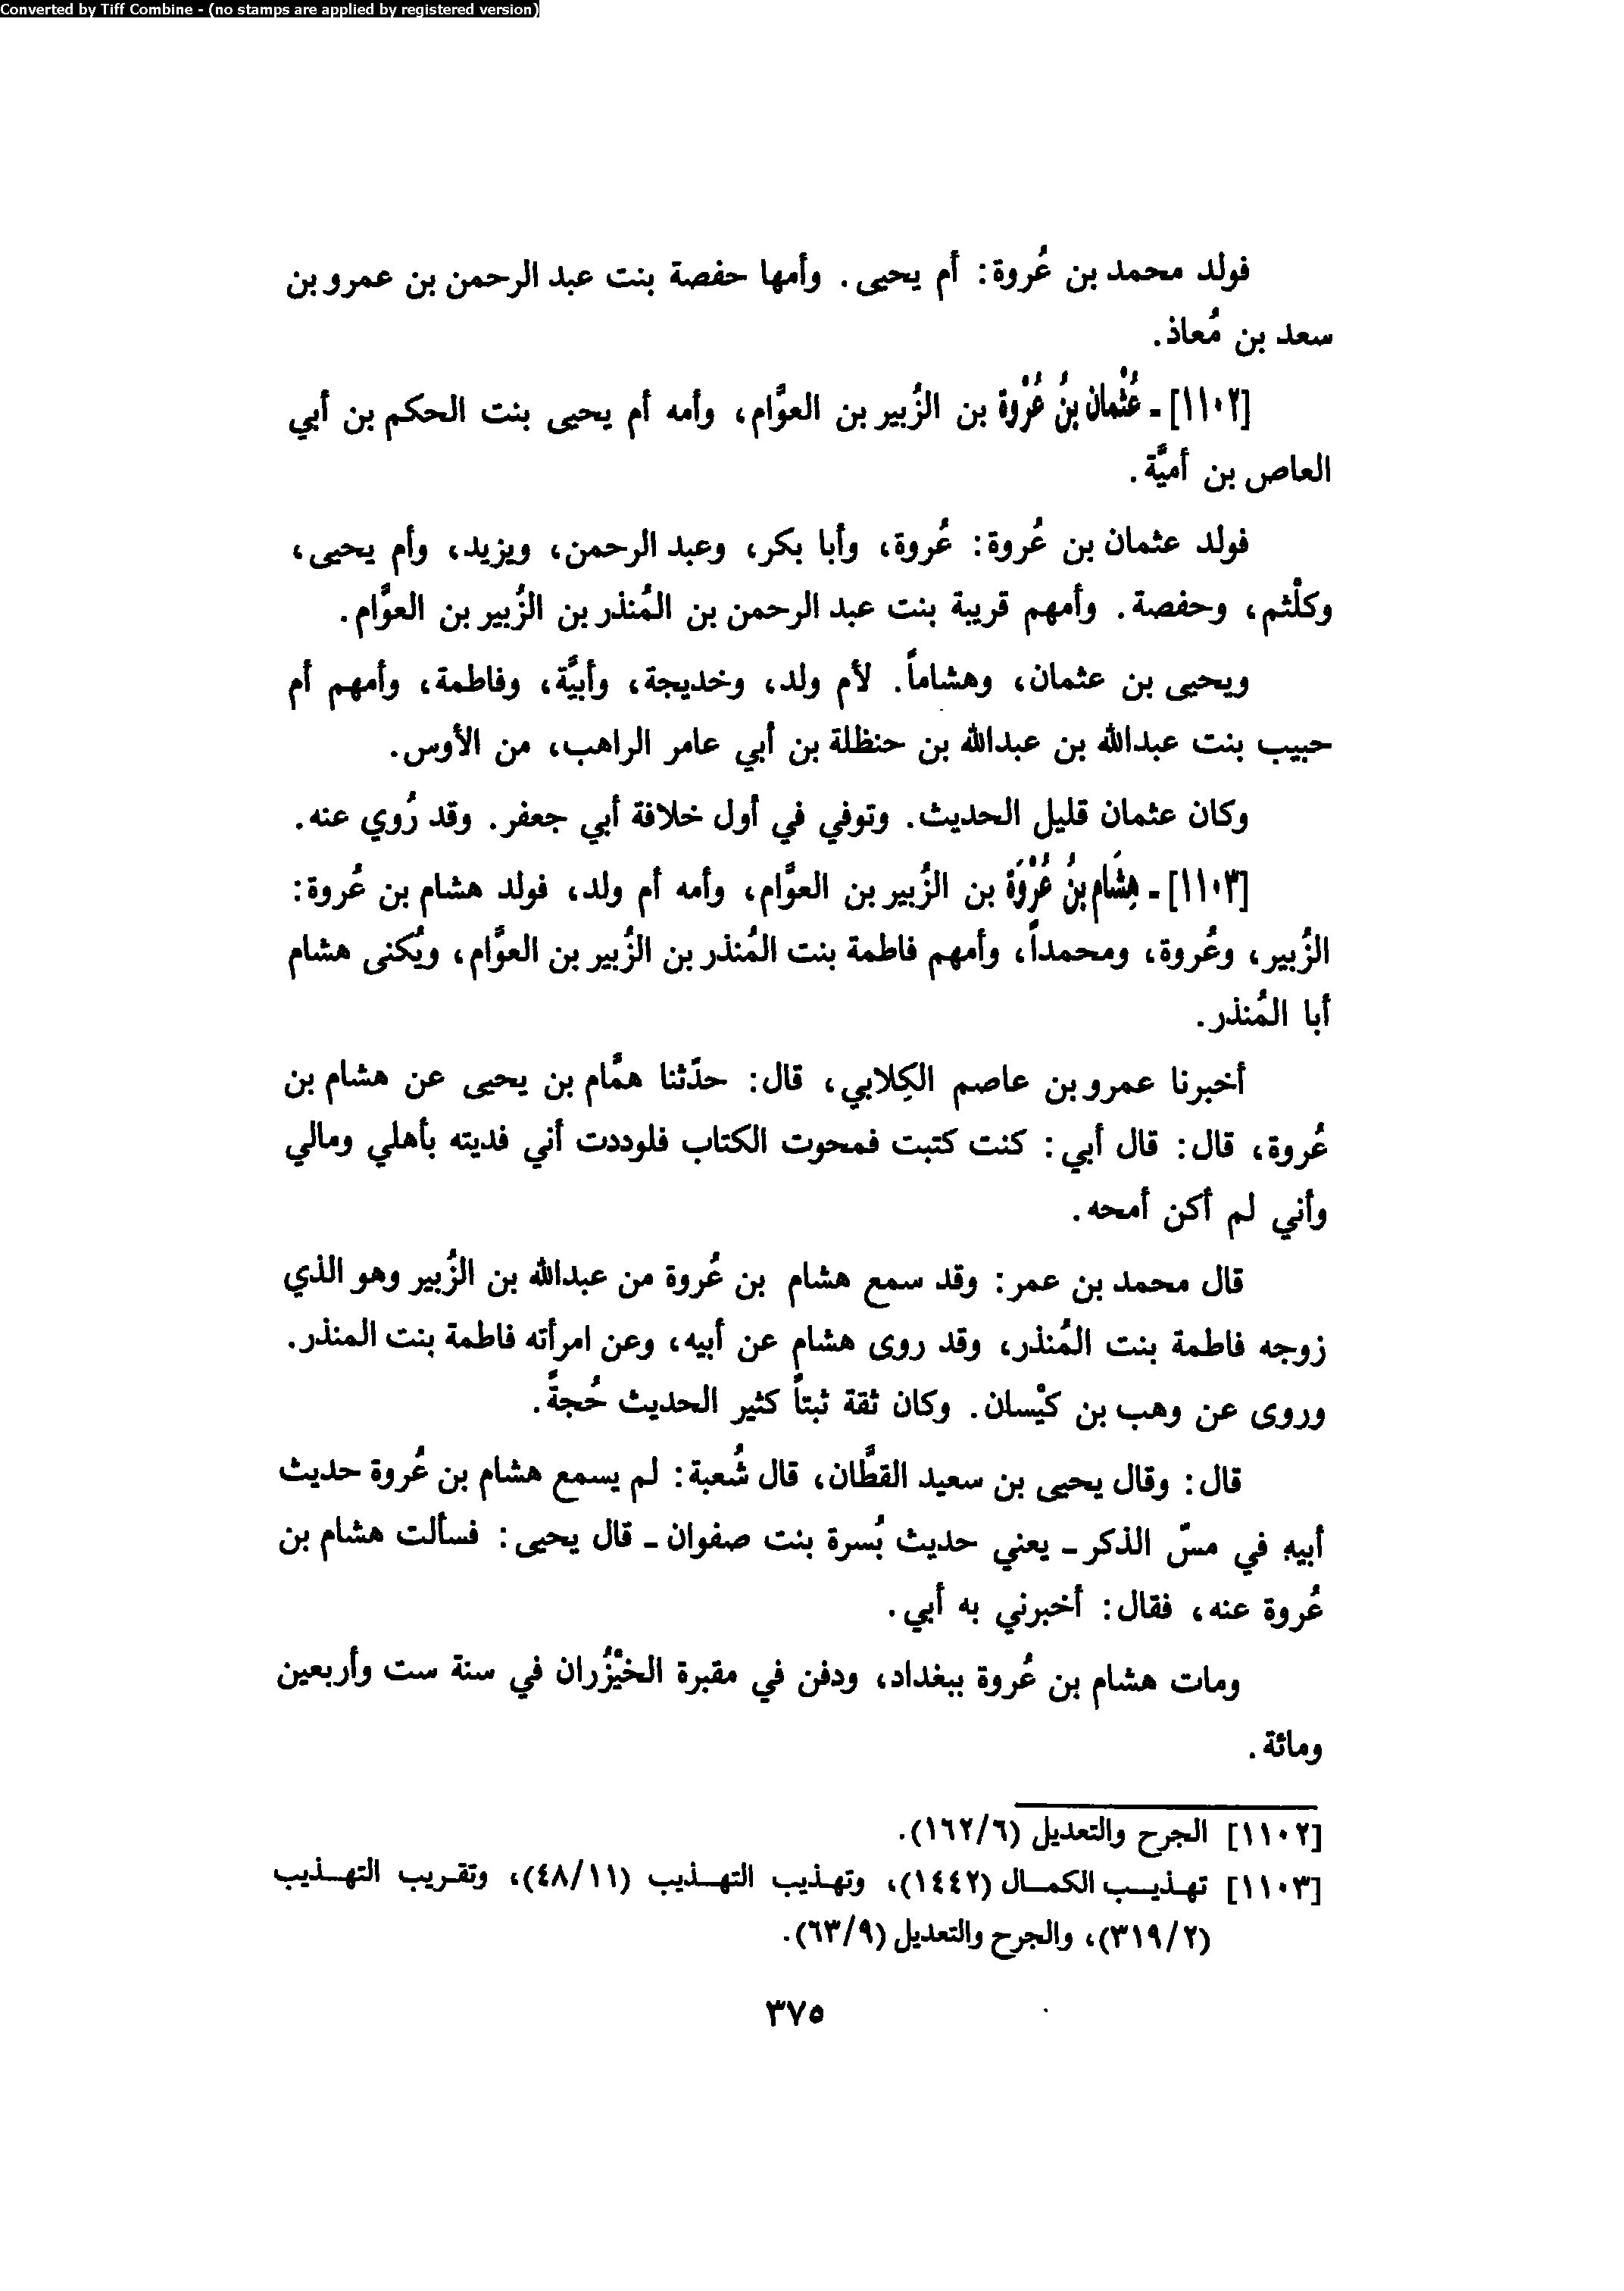 Converted by Tiff Combine - (no stamps are applied by registered version)
فولد محمد بن عُروة: أم يحيى. وأمها حفصة بنت عبد الرحمن بن عمرو بن
سعد بن مُعاذ.
[١١٠٢] ـ عُثْمان بنُ عُرْوة بن الزُبير بن العوَّام، وأمه أم يحيى بنت الحكم بن أبي
العاص بن أميَّة.
فولد عثمان بن عُروة: عُروة، وأبا بكر، وعبد الرحمن، ويزيد، وأم يحيى،
وكلْثم، وحفصة. وأمهم قريبة بنت عبد الرحمن بن المُنذر بن الزُبير بن العوَّام.
ويحيى بن عثمان، وهشاماً. لأم ولد، وخديجة، وأبيَّة، وفاطمة، وأمهم أم
حبيب بنت عبدالله بن عبدالله بن حنظلة بن أبي عامر الراهب، من الأوس.
وكان عثمان قليل الحديث. وتوفي في أول خلافة أبي جعفر. وقد رُوي عنه.
[١١٠٣] ـ هِشَام بنُ عُرْوَة بن الزُبير بن العوَّام، وأمه أم ولد، فولد هشام بن عُروة:
الزُبير، وعُروة، ومحمداً، وأمهم فاطمة بنت المُنذر بن الزُبير بن العوَّام، ويُكنى هشام
أبا المُنذر.
أخبرنا عمرو بن عاصم الكِلابي، قال: حدّثنا همَّام بن يحيى عن هشام بن
عُروة، قال: قال أبي: كنت كتبت فمحوت الكتاب فلوددت أني فديته بأهلي ومالي
وأني لم أكن أمحه.
قال محمد بن عمر: وقد سمع هشام بن عُروة من عبدالله بن الزُبير وهو الذي
زوجه فاطمة بنت المُنذر، وقد روى هشام عن أبيه، وعن امرأته فاطمة بنت المنذر.
وروى عن وهب بن كيْسان. وكان ثقة ثبتاً كثير الحديث حُجةً.
قال: وقال يحيى بن سعيد القطَّان، قال شُعبة: لم يسمع هشام بن عُروة حديث
أبيه في مسّ الذكر ـ يعني حديث بُسرة بنت صفوان ـ قال يحيى: فسألت هشام بن
عُروة عنه، فقال: أخبرني به أبي.
ومات هشام بن عُروة ببغداد، ودفن في مقبرة الخيْزُران في سنة ست وأربعين
ومائة.
[١١٠٢] الجرح والتعديل (١٦٢/٦).
[١١٠٣] تهذيب الكمال (١٤٤٢)، وتهذيب التهذيب (٤٨/١١)، وتقريب التهذيب
(٣١٩/٢)، والجرح والتعديل (٦٣/٩).
٣٧٥